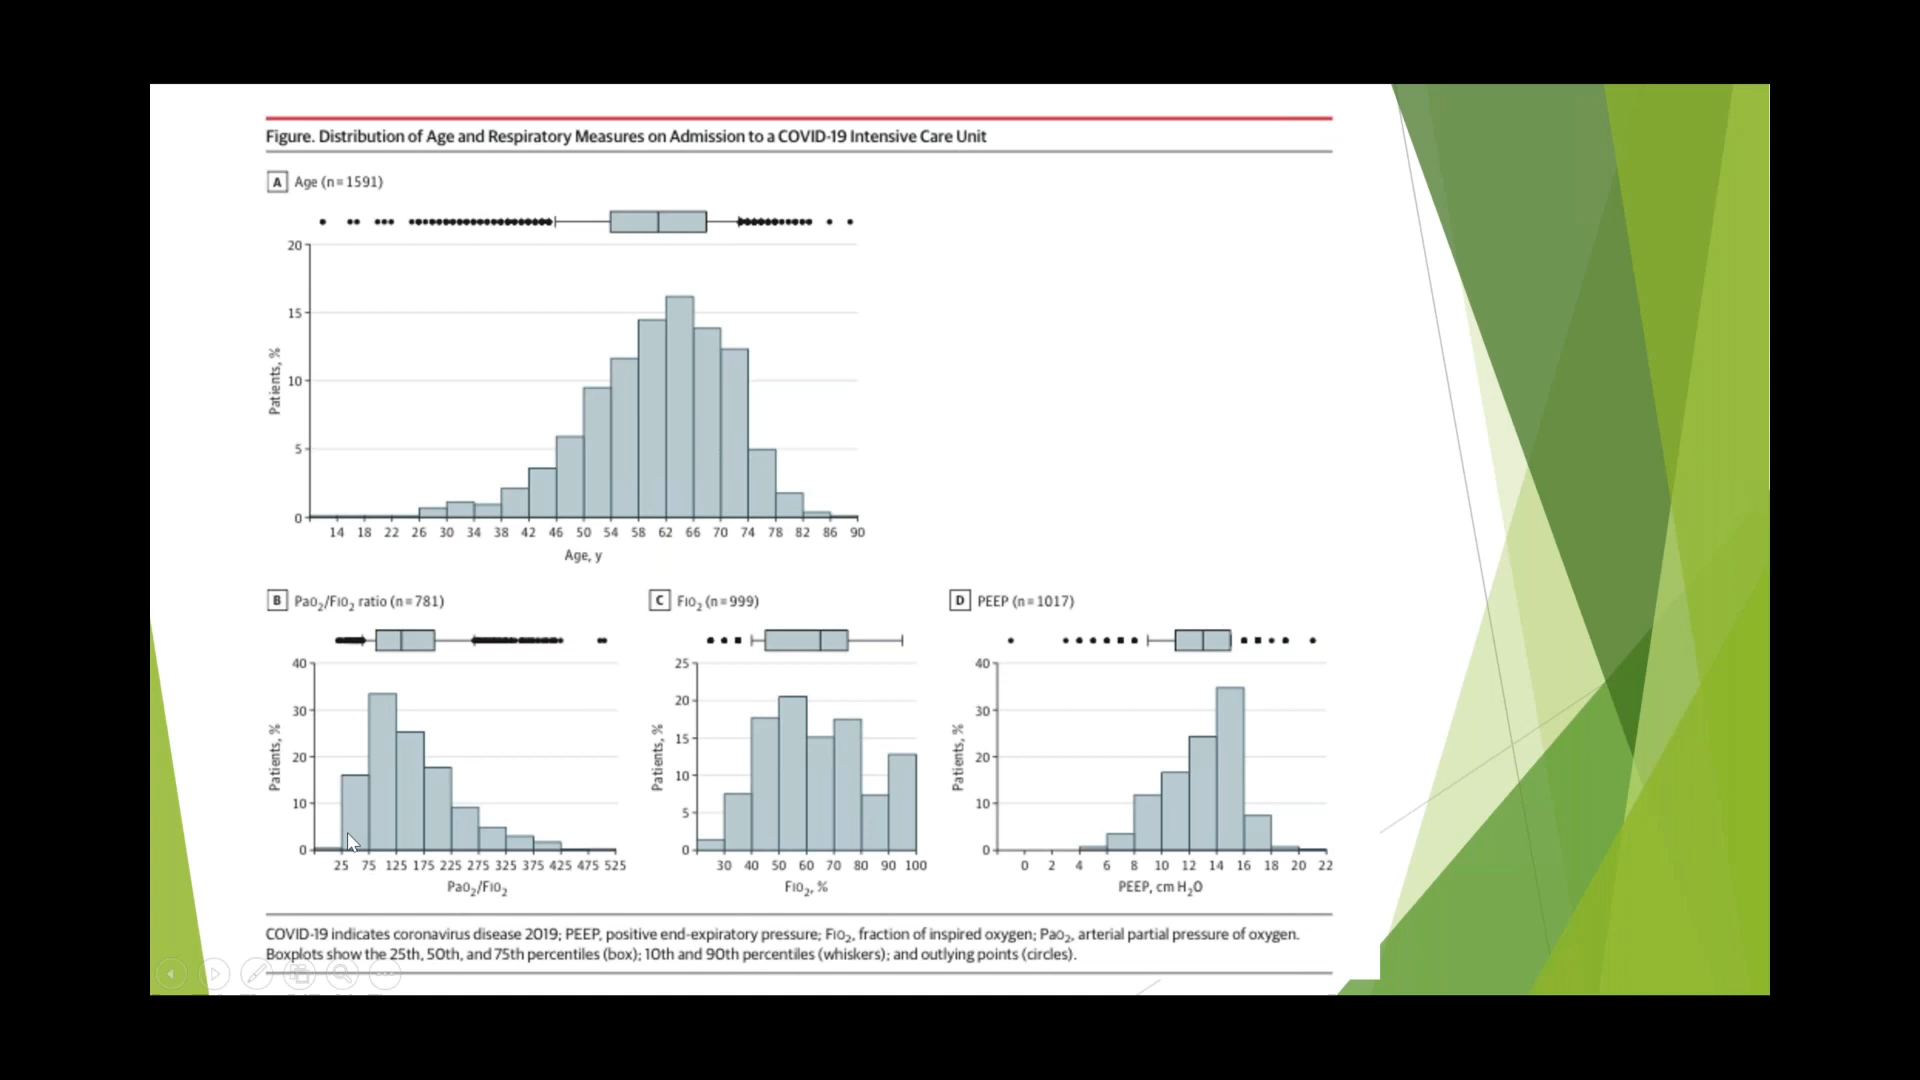 Figure. Distribution of Age and Respiratory Measures on Admission to a COVID-19 Intensive Care Unit
A Age (n=1591)
20
15
10
5
0
Patients, %
14 18 22 26 30 34 38 42 46 50 54 58 62 66 70 74 78 82 86 90
Age, y
B PaO₂/FIO₂ ratio (n=781)
40
30
20
10
0
Patients, %
25 75 125 175 225 275 325 375 425 475 525
PaO₂/FIO₂
C FIO₂ (n=999)
25
20
15
10
5
0
Patients, %
30 40 50 60 70 80 90 100
FIO₂, %
D PEEP (n=1017)
40
30
20
10
0
Patients, %
0 2 4 6 8 10 12 14 16 18 20 22
PEEP, cm H₂O
COVID-19 indicates coronavirus disease 2019; PEEP, positive end-expiratory pressure; FIO₂, fraction of inspired oxygen; PaO₂, arterial partial pressure of oxygen.
Boxplots show the 25th, 50th, and 75th percentiles (box); 10th and 90th percentiles (whiskers); and outlying points (circles).